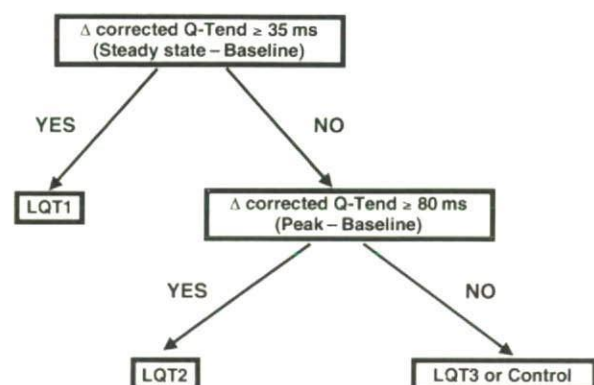 Δ corrected Q-Tend ≥ 35 ms
(Steady state – Baseline)
YES
NO
LQT1
Δ corrected Q-Tend ≥ 80 ms
(Peak – Baseline)
YES
NO
LQT2
LQT3 or Control